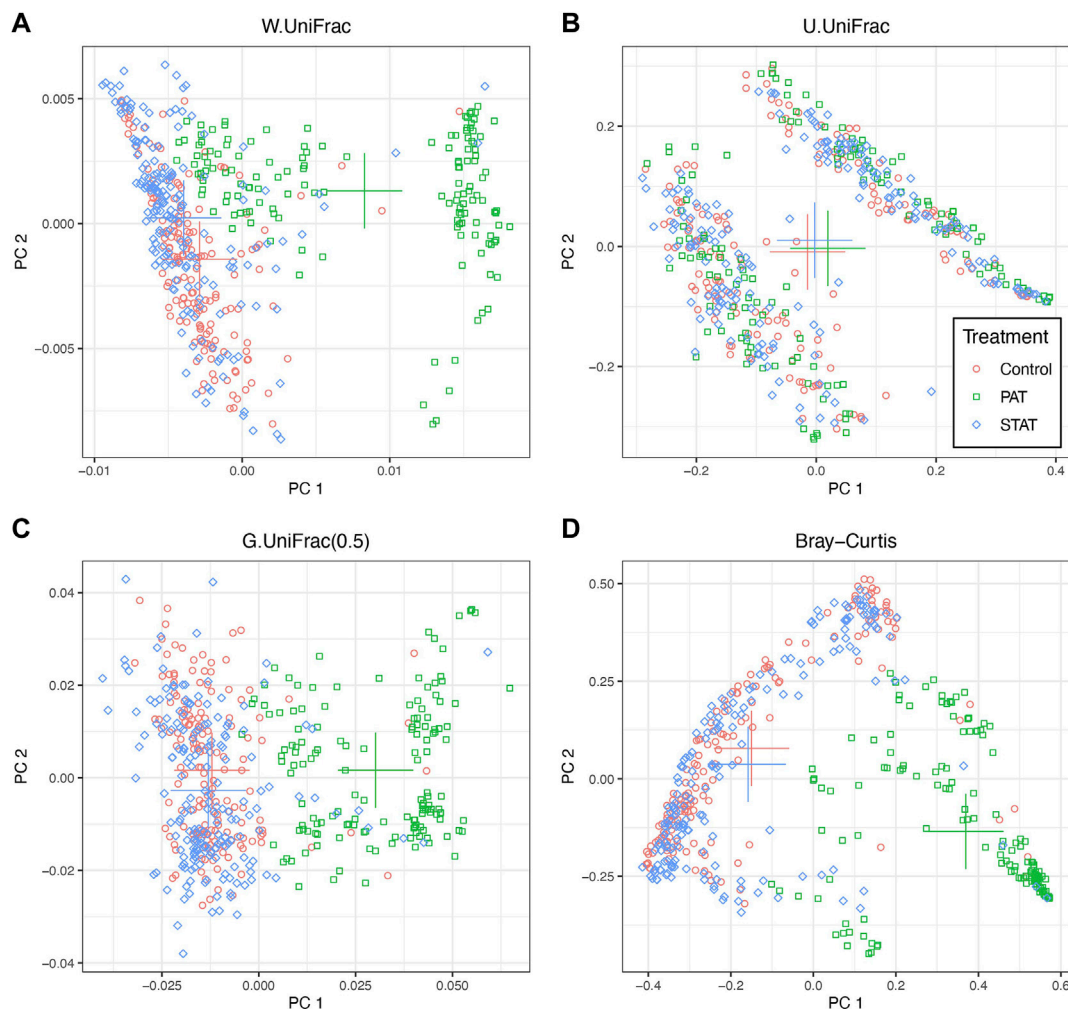 A
W.UniFrac
0.005
0.000
−0.005
PC 2
−0.01
0.00
0.01
PC 1
B
U.UniFrac
0.2
0.0
−0.2
PC 2
−0.2
0.0
0.2
0.4
PC 1
Treatment
Control
PAT
STAT
C
G.UniFrac(0.5)
0.04
0.02
0.00
−0.02
−0.04
PC 2
−0.025
0.000
0.025
0.050
PC 1
D
Bray−Curtis
0.50
0.25
0.00
−0.25
PC 2
−0.4
−0.2
0.0
0.2
0.4
0.6
PC 1